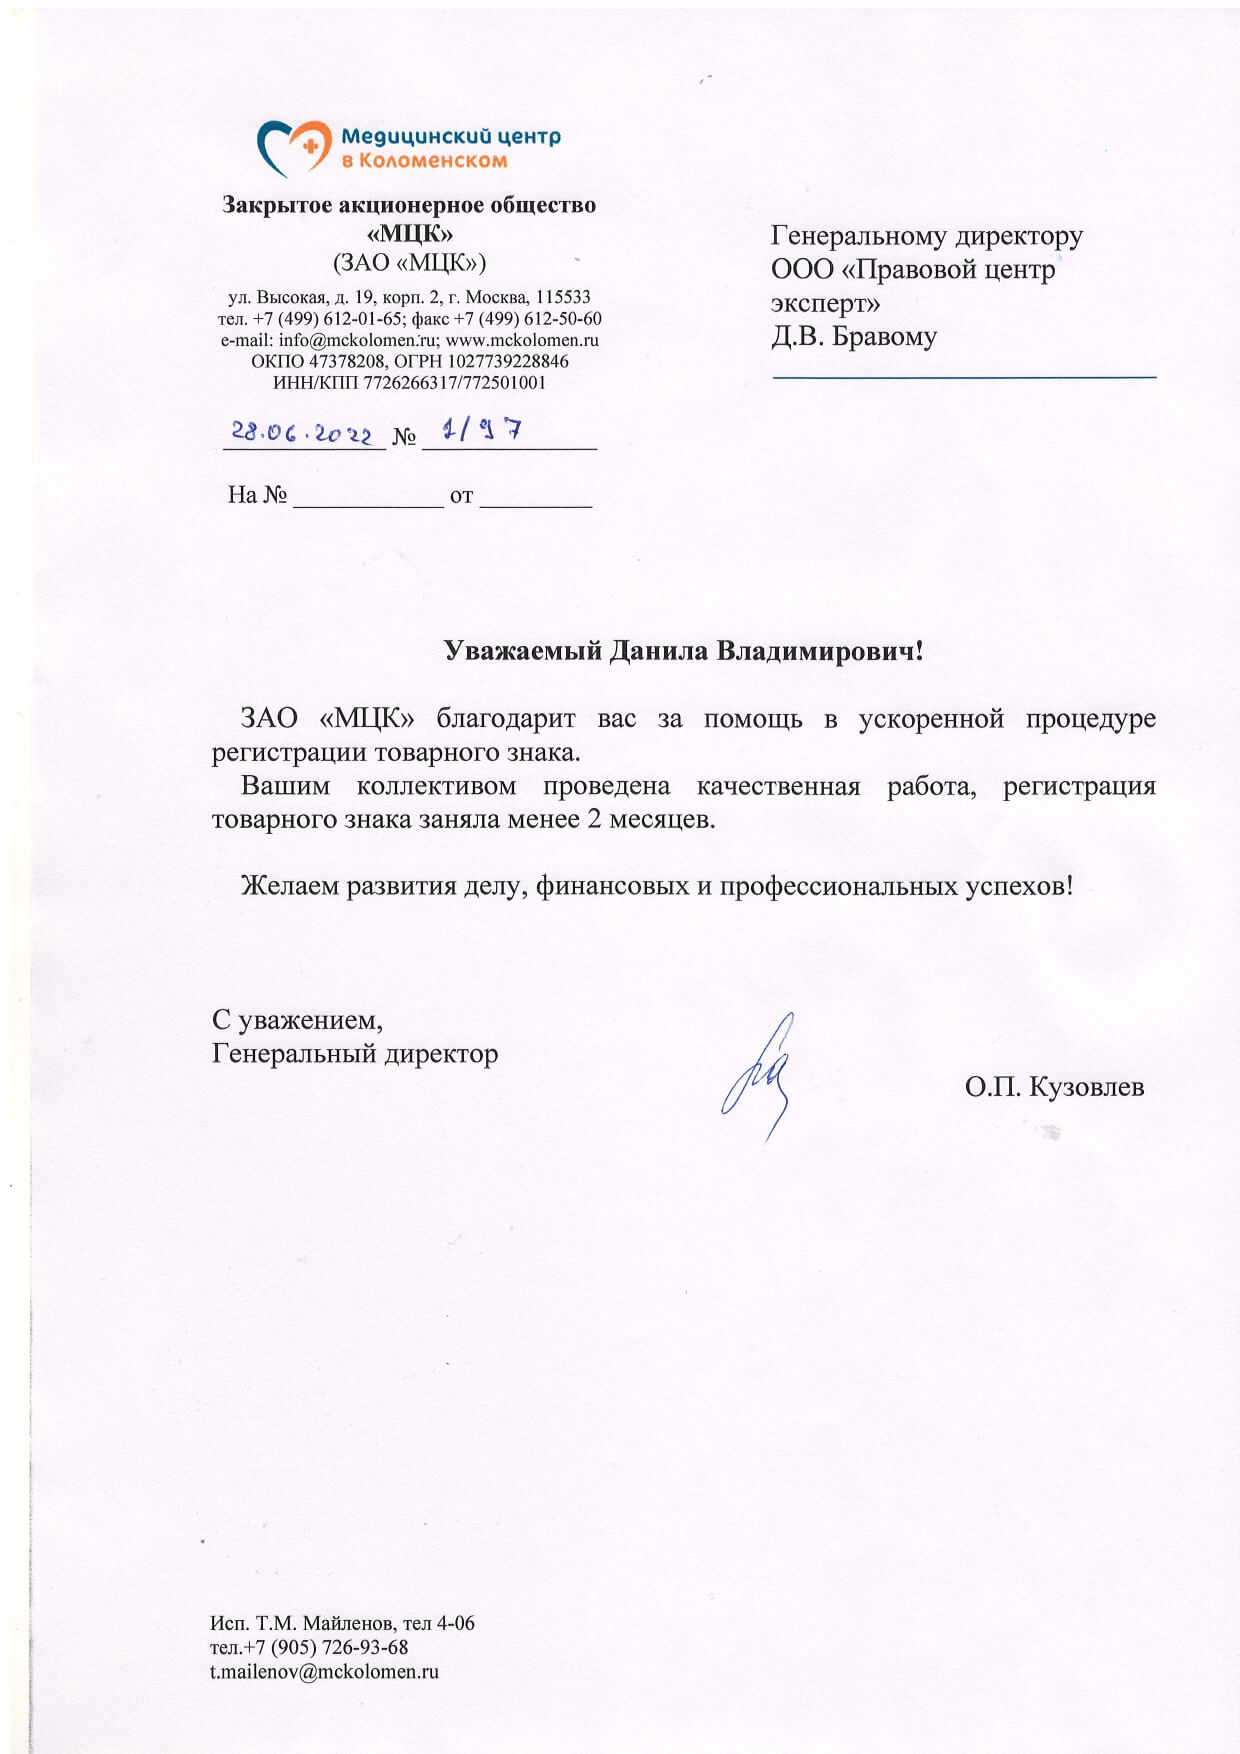 Медицинский центр
в Коломенском
Закрытое акционерное общество
«МЦК»
(ЗАО «МЦК»)
ул. Высокая, д. 19, корп. 2, г. Москва, 115533
тел. +7 (499) 612-01-65; факс +7 (499) 612-50-60
e-mail: info@mckolomen.ru; www.mckolomen.ru
ОКПО 47378208, ОГРН 1027739228846
ИНН/КПП 7726266317/772501001
28.06.2022 № 1/97
На № ____________ от _________
Генеральному директору
ООО «Правовой центр
эксперт»
Д.В. Бравому
Уважаемый Данила Владимирович!
ЗАО «МЦК» благодарит вас за помощь в ускоренной процедуре
регистрации товарного знака.
Вашим коллективом проведена качественная работа, регистрация
товарного знака заняла менее 2 месяцев.
Желаем развития делу, финансовых и профессиональных успехов!
С уважением,
Генеральный директор
О.П. Кузовлев
Исп. Т.М. Майленов, тел 4-06
тел.+7 (905) 726-93-68
t.mailenov@mckolomen.ru